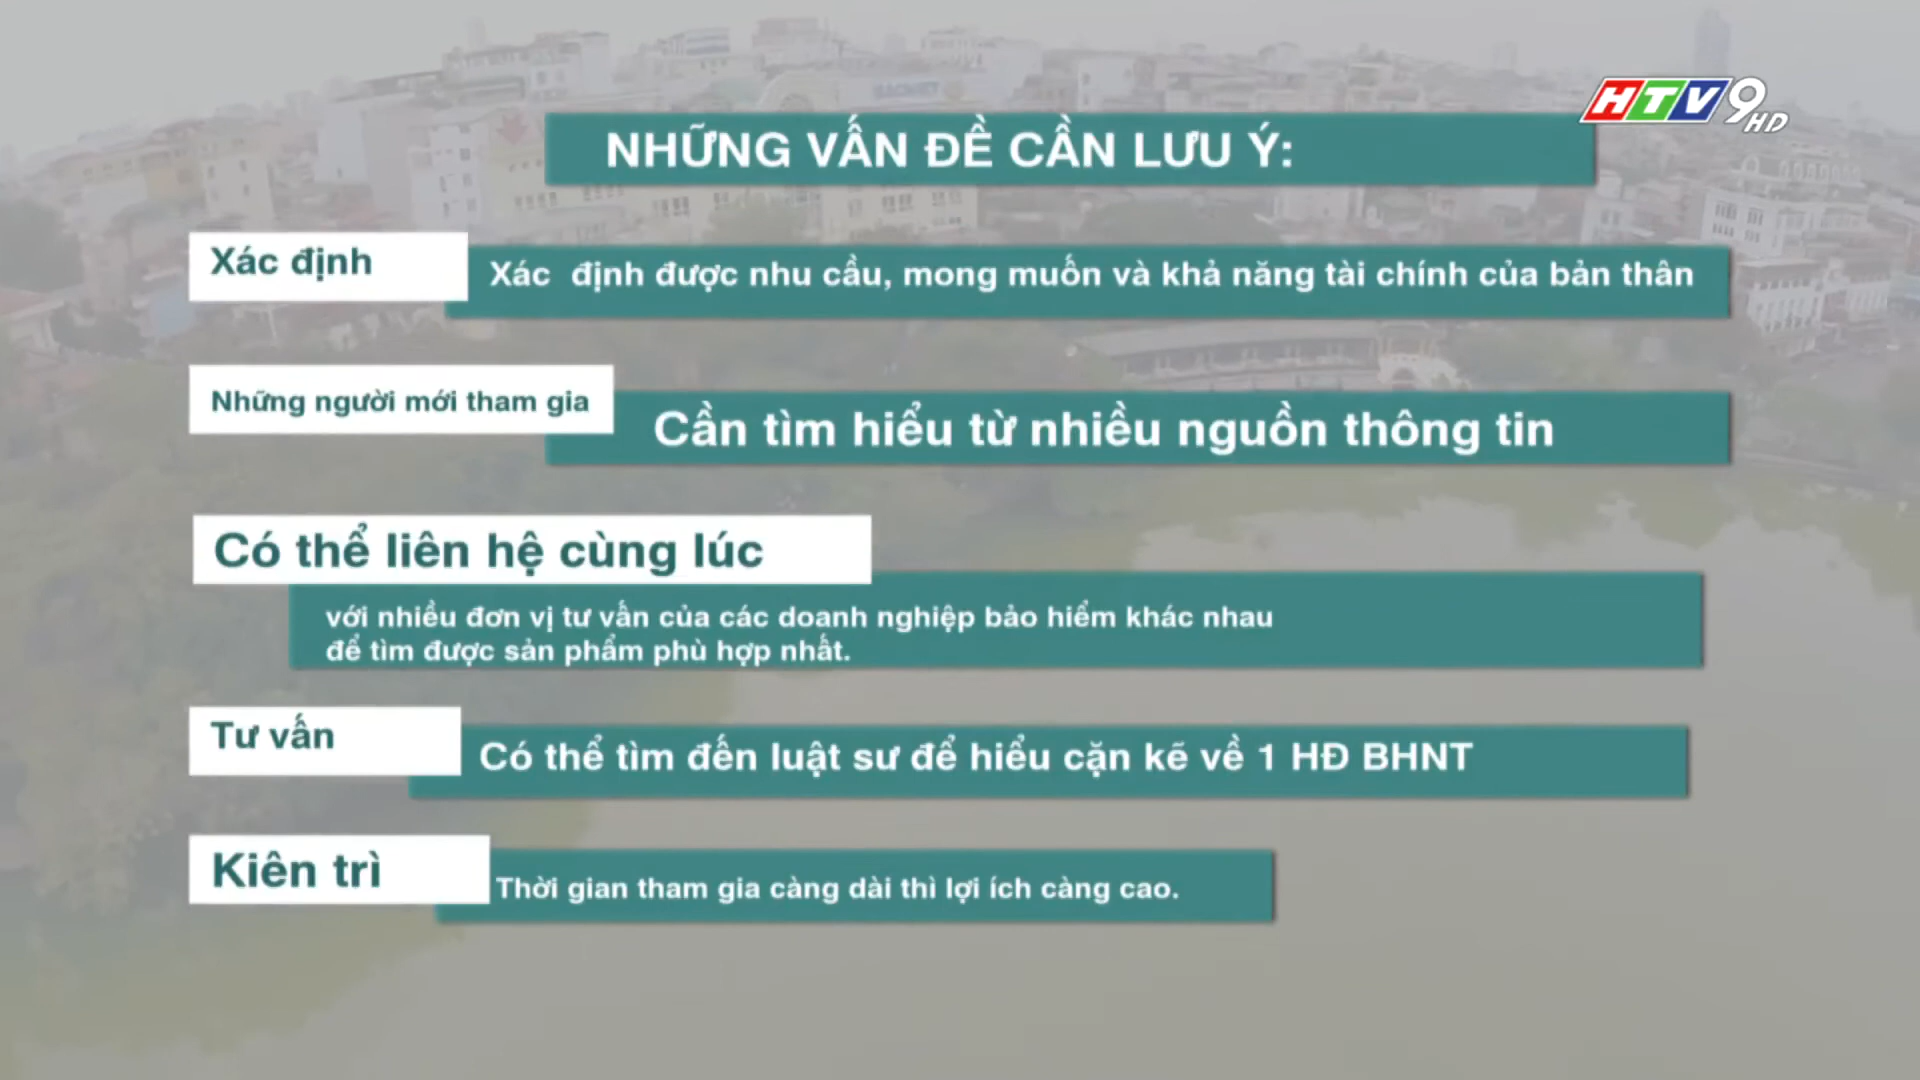 HTV9
HD
NHỮNG VẤN ĐỀ CẦN LƯU Ý:
Xác định
Xác định được nhu cầu, mong muốn và khả năng tài chính của bản thân
Những người mới tham gia
Cần tìm hiểu từ nhiều nguồn thông tin
Có thể liên hệ cùng lúc
với nhiều đơn vị tư vấn của các doanh nghiệp bảo hiểm khác nhau
để tìm được sản phẩm phù hợp nhất.
Tư vấn
Có thể tìm đến luật sư để hiểu cặn kẽ về 1 HĐ BHNT
Kiên trì
Thời gian tham gia càng dài thì lợi ích càng cao.